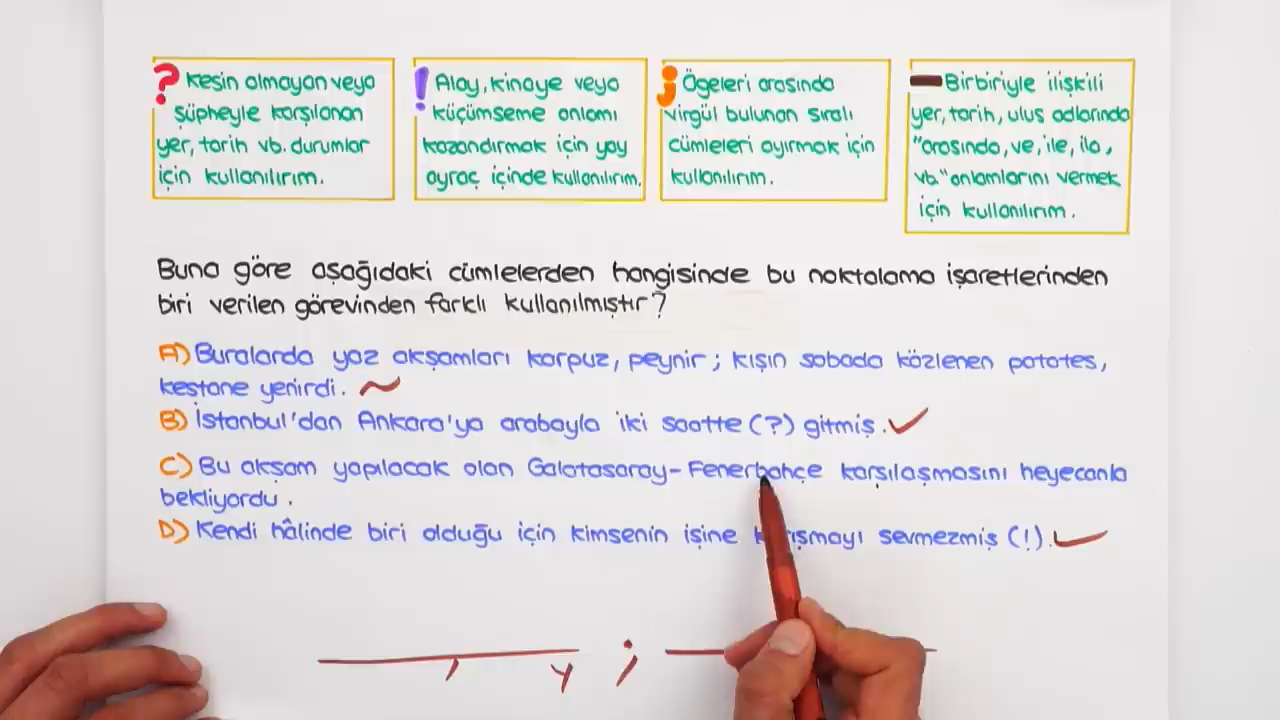 ? Kesin olmayan veya
şüpheyle karşılanan
yer, tarih vb. durumlar
için kullanılırım.
! Alay, kinaye veya
küçümseme anlamı
kazandırmak için yay
ayraç içinde kullanılırım.
; Ögeleri arasında
virgül bulunan sıralı
cümleleri ayırmak için
kullanılırım.
- Birbiriyle ilişkili
yer, tarih, ulus adlarında
"arasında, ve, ile, ila,
vb." anlamlarını vermek
için kullanılırım.
Buna göre aşağıdaki cümlelerden hangisinde bu noktalama işaretlerinden
biri verilen görevinden farklı kullanılmıştır?
A) Buralarda yaz akşamları karpuz, peynir; kışın sobada közlenen patates,
kestane yenirdi.
B) İstanbul'dan Ankara'ya arabayla iki saatte (?) gitmiş.
C) Bu akşam yapılacak olan Galatasaray-Fenerbahçe karşılaşmasını heyecanla
bekliyordu.
D) Kendi hâlinde biri olduğu için kimsenin işine sevmezmiş (!).
, y ;